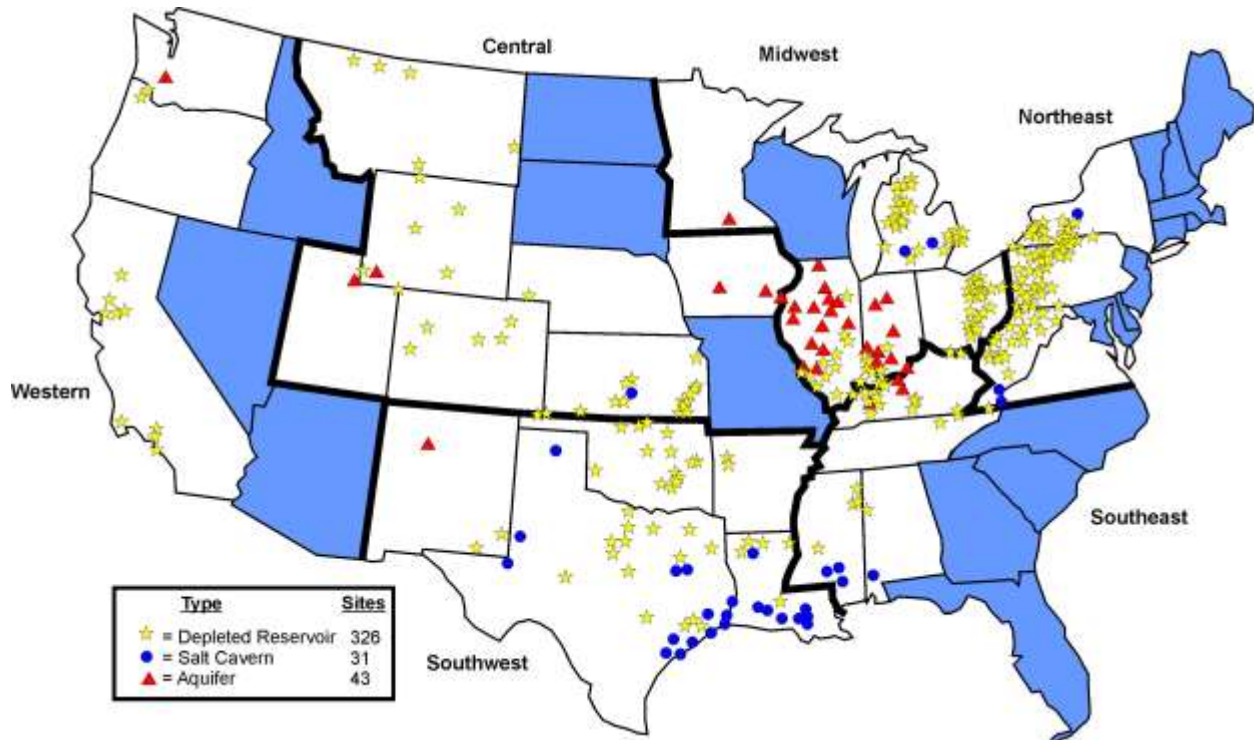 Central
Midwest
Northeast
Western
Southeast
Southwest
Type Sites
= Depleted Reservoir 326
= Salt Cavern 31
= Aquifer 43